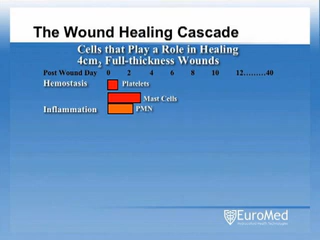 The Wound Healing Cascade
Cells that Play a Role in Healing
4cm2 Full-thickness Wounds
Post Wound Day 0 2 4 6 8 10 12.........40
Hemostasis Platelets
Mast Cells
Inflammation PMN
EuroMed